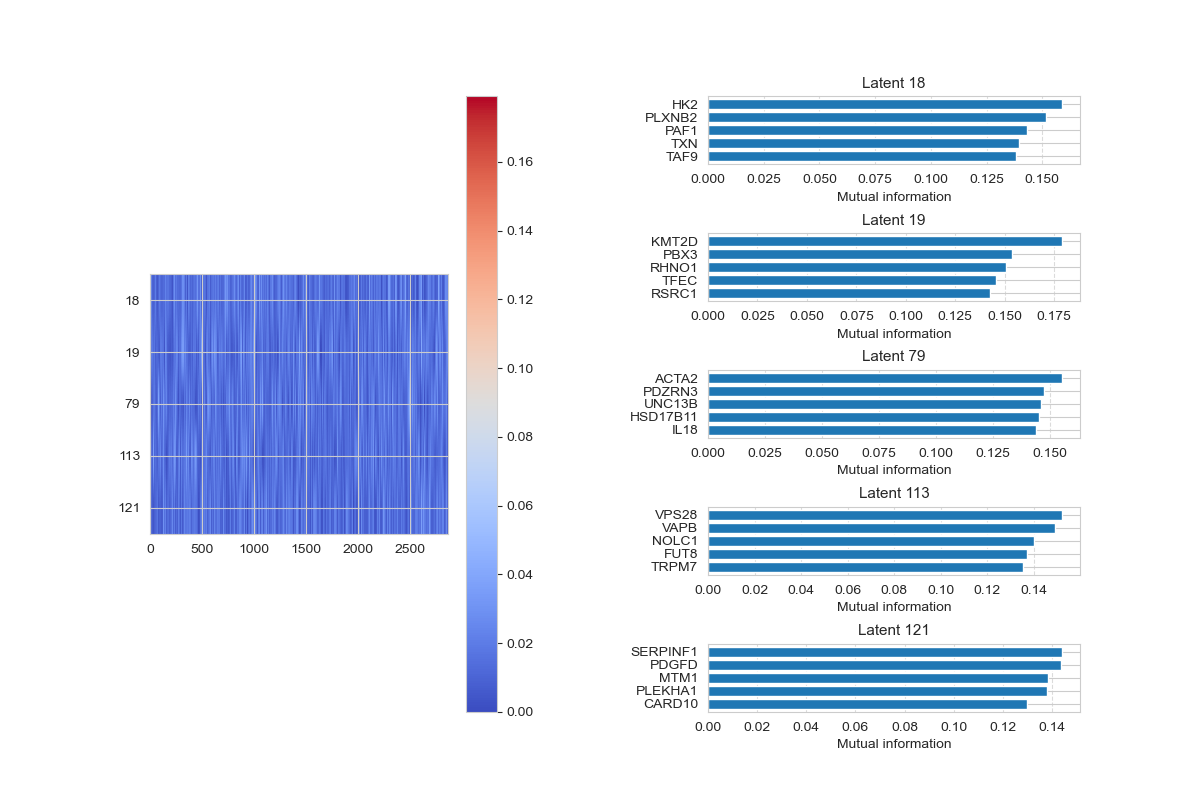 18
19
79
113
121
0 500 1000 1500 2000 2500
0.16
0.14
0.12
0.10
0.08
0.06
0.04
0.02
0.00
Latent 18
HK2
PLXNB2
PAF1
TXN
TAF9
0.000 0.025 0.050 0.075 0.100 0.125 0.150
Mutual information
Latent 19
KMT2D
PBX3
RHNO1
TFEC
RSRC1
0.000 0.025 0.050 0.075 0.100 0.125 0.150 0.175
Mutual information
Latent 79
ACTA2
PDZRN3
UNC13B
HSD17B11
IL18
0.000 0.025 0.050 0.075 0.100 0.125 0.150
Mutual information
Latent 113
VPS28
VAPB
NOLC1
FUT8
TRPM7
0.00 0.02 0.04 0.06 0.08 0.10 0.12 0.14
Mutual information
Latent 121
SERPINF1
PDGFD
MTM1
PLEKHA1
CARD10
0.00 0.02 0.04 0.06 0.08 0.10 0.12 0.14
Mutual information